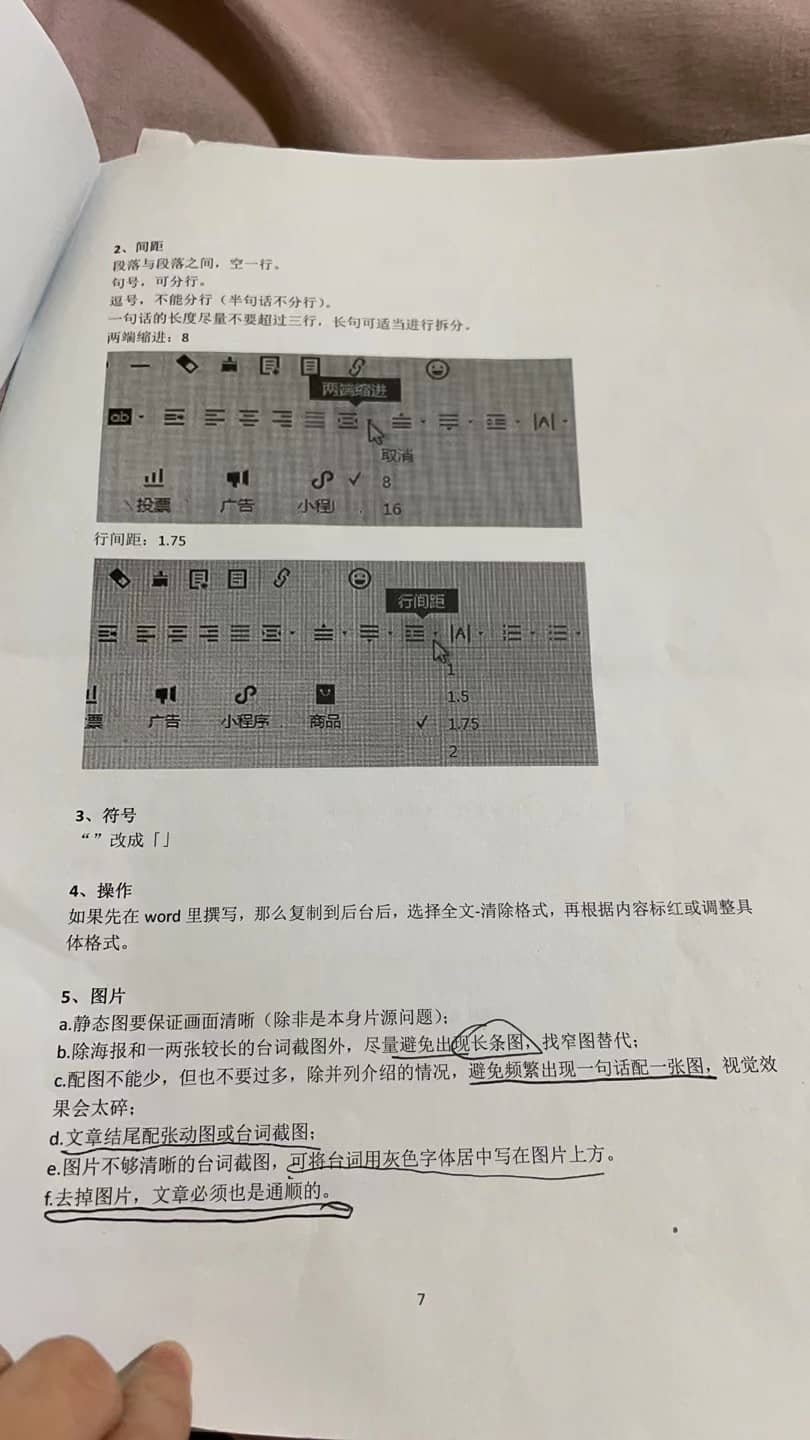 2、间距
段落与段落之间，空一行。
句号，可分行。
逗号，不能分行（半句话不分行）。
一句话的长度尽量不要超过三行，长句可适当进行拆分。
两端缩进：8
两端缩进
ab
取消
8
投票 广告 小程
16
行间距：1.75
行间距
1
1.5
票 广告 小程序 商品
1.75
2
3、符号
“”改成「」
4、操作
如果先在 word 里撰写，那么复制到后台后，选择全文-清除格式，再根据内容标红或调整具
体格式。
5、图片
a.静态图要保证画面清晰（除非是本身片源问题）；
b.除海报和一两张较长的台词截图外，尽量避免出现长条图，找窄图替代；
c.配图不能少，但也不要过多，除并列介绍的情况，避免频繁出现一句话配一张图，视觉效
果会太碎；
d.文章结尾配张动图或台词截图；
e.图片不够清晰的台词截图，可将台词用灰色字体居中写在图片上方。
f.去掉图片，文章必须也是通顺的。
7